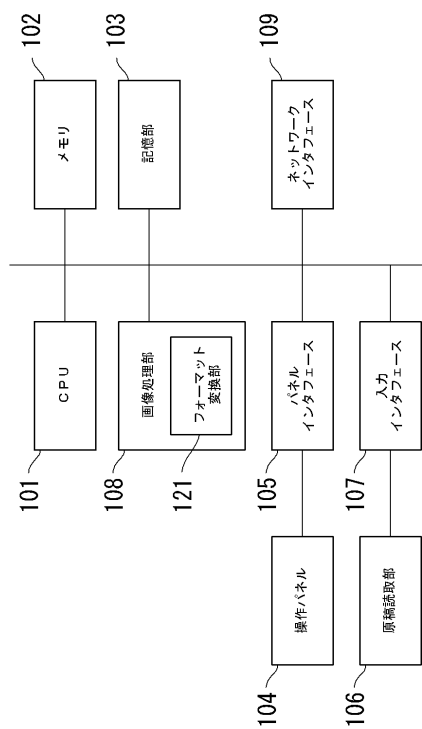 102
メモリ
103
記憶部
109
ネットワーク
インタフェース
101
ＣＰＵ
108
画像処理部
121
フォーマット
変換部
105
パネル
インタフェース
107
入力
インタフェース
104
操作パネル
106
原稿読取部